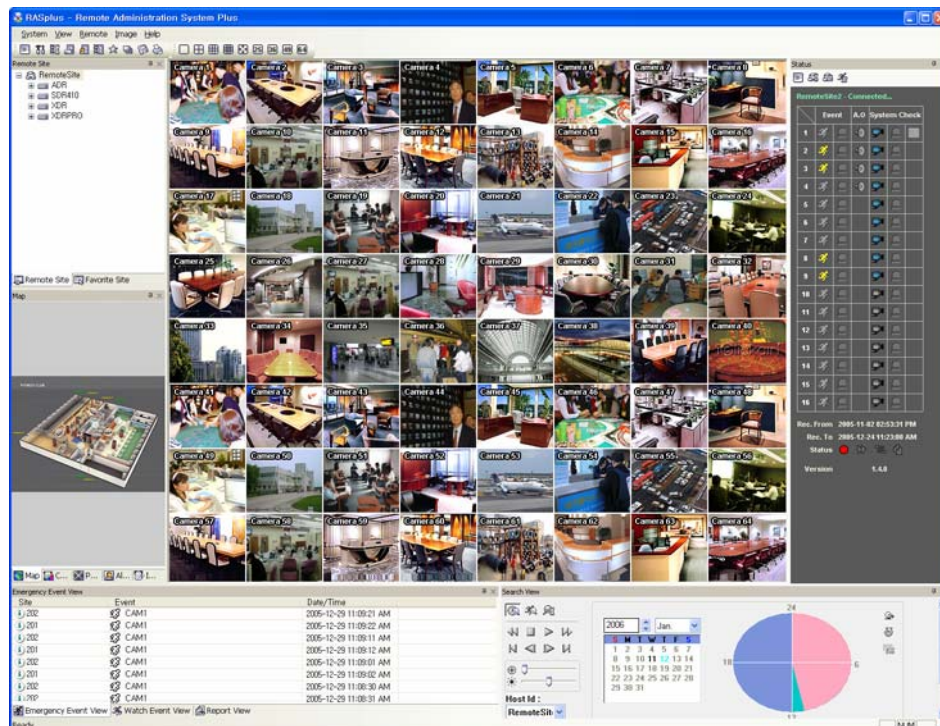 RASplus - Remote Administration System Plus
System View Remote Image Help
Remote Site
RemoteSite
ADR
SDR410
XDR
XDRPRO
Remote Site Favorite Site
Map
Map C... P... Al... I...
Camera 1 Camera 2 Camera 3 Camera 4 Camera 5 Camera 6 Camera 7 Camera 8
Camera 9 Camera 10 Camera 11 Camera 12 Camera 13 Camera 14 Camera 15 Camera 16
Camera 17 Camera 18 Camera 19 Camera 20 Camera 21 Camera 22 Camera 23 Camera 24
Camera 25 Camera 26 Camera 27 Camera 28 Camera 29 Camera 30 Camera 31 Camera 32
Camera 33 Camera 34 Camera 35 Camera 36 Camera 37 Camera 38 Camera 39 Camera 40
Camera 41 Camera 42 Camera 43 Camera 44 Camera 45 Camera 46 Camera 47 Camera 48
Camera 49 Camera 50 Camera 51 Camera 52 Camera 53 Camera 54 Camera 55 Camera 56
Camera 57 Camera 58 Camera 59 Camera 60 Camera 61 Camera 62 Camera 63 Camera 64
Status
RemoteSite2 - Connected...
Event A.O System Check
1
2
3
4
5
6
7
8
9
10
11
12
13
14
15
16
Rec. From 2005-11-02 02:53:31 PM
Rec. To 2005-12-24 11:23:00 AM
Status
Version 1.4.0
Emergency Event View
Site Event Date/Time
202 CAM1 2005-12-29 11:09:21 AM
201 CAM1 2005-12-29 11:09:22 AM
202 CAM1 2005-12-29 11:09:11 AM
201 CAM1 2005-12-29 11:09:12 AM
202 CAM1 2005-12-29 11:09:01 AM
201 CAM1 2005-12-29 11:09:02 AM
202 CAM1 2005-12-29 11:08:30 AM
202 CAM1 2005-12-29 11:08:31 AM
Emergency Event View Watch Event View Report View
Search View
2006 Jan.
S M T W T F S
1 2 3 4 5 6 7
8 9 10 11 12 13 14
15 16 17 18 19 20 21
22 23 24 25 26 27 28
29 30 31
Host Id :
RemoteSit
24
18
6
12
Ready
NUM